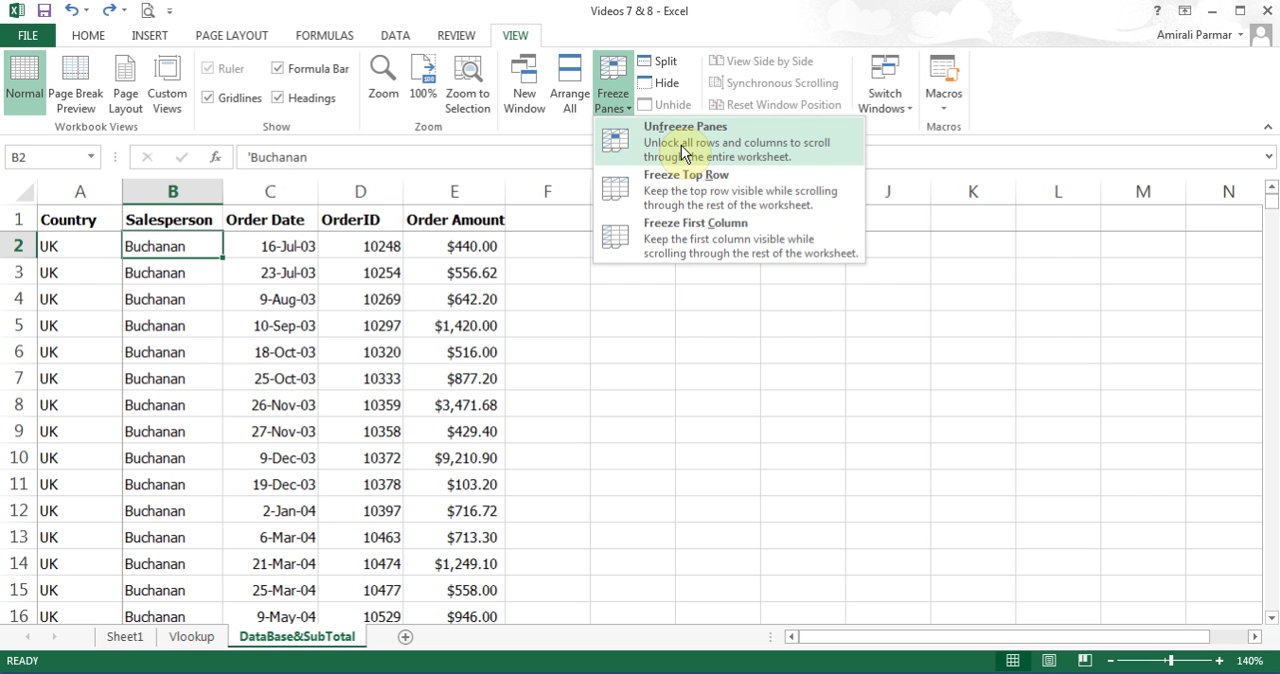 Videos 7 & 8 - Excel
?
FILE HOME INSERT PAGE LAYOUT FORMULAS DATA REVIEW VIEW Amirali Parmar
Normal Page Break Preview Page Layout Custom Views
Workbook Views
Ruler Formula Bar
Gridlines Headings
Show
Zoom 100% Zoom to Selection
Zoom
New Window Arrange All Freeze Panes
Split
Hide
Unhide
View Side by Side
Synchronous Scrolling
Reset Window Position
Switch Windows
Macros
Macros
Unfreeze Panes
Unlock all rows and columns to scroll
through the entire worksheet.
Freeze Top Row
Keep the top row visible while scrolling
through the rest of the worksheet.
Freeze First Column
Keep the first column visible while
scrolling through the rest of the worksheet.
B2 fx 'Buchanan
A B C D E F J K L M N
1 Country Salesperson Order Date OrderID Order Amount
2 UK Buchanan 16-Jul-03 10248 $440.00
3 UK Buchanan 23-Jul-03 10254 $556.62
4 UK Buchanan 9-Aug-03 10269 $642.20
5 UK Buchanan 10-Sep-03 10297 $1,420.00
6 UK Buchanan 18-Oct-03 10320 $516.00
7 UK Buchanan 25-Oct-03 10333 $877.20
8 UK Buchanan 26-Nov-03 10359 $3,471.68
9 UK Buchanan 27-Nov-03 10358 $429.40
10 UK Buchanan 9-Dec-03 10372 $9,210.90
11 UK Buchanan 19-Dec-03 10378 $103.20
12 UK Buchanan 2-Jan-04 10397 $716.72
13 UK Buchanan 6-Mar-04 10463 $713.30
14 UK Buchanan 21-Mar-04 10474 $1,249.10
15 UK Buchanan 25-Mar-04 10477 $558.00
16 UK Buchanan 9-May-04 10529 $946.00
Sheet1 Vlookup DataBase&SubTotal
READY 140%